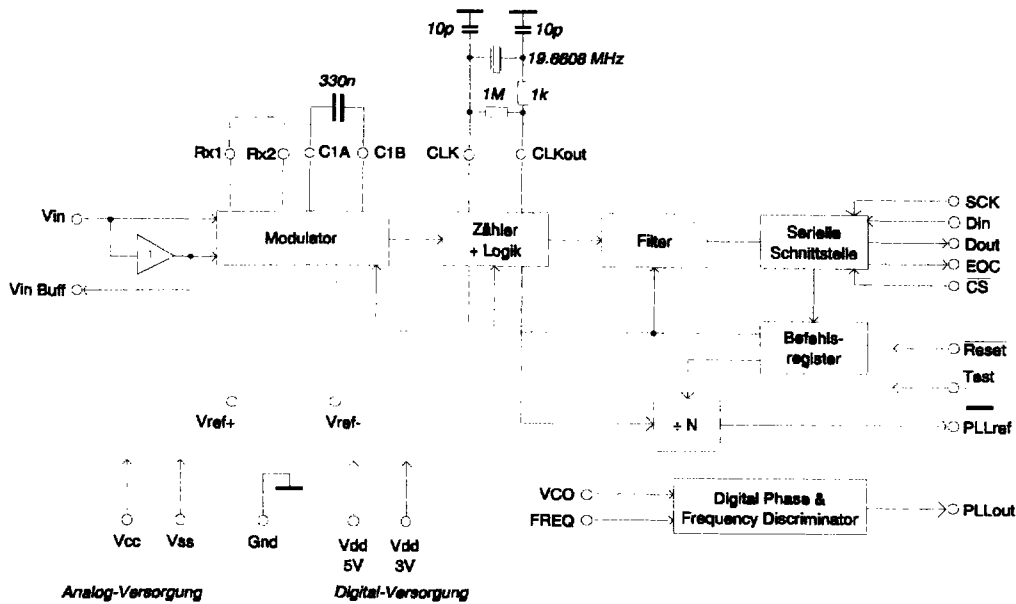 10p
10p
19.6608 MHz
330n
1M
1k
Rx1
Rx2
C1A
C1B
CLK
CLKout
Vin
1
Modulator
Zähler
+ Logik
Filter
Serielle
Schnittstelle
SCK
Din
Dout
EOC
CS
Vin Buff
Befehls-
register
Reset
Test
Vref+
Vref-
÷ N
PLLref
VCO
FREQ
Digital Phase &
Frequency Discriminator
PLLout
Vcc
Vss
Gnd
Vdd
5V
Vdd
3V
Analog-Versorgung
Digital-Versorgung